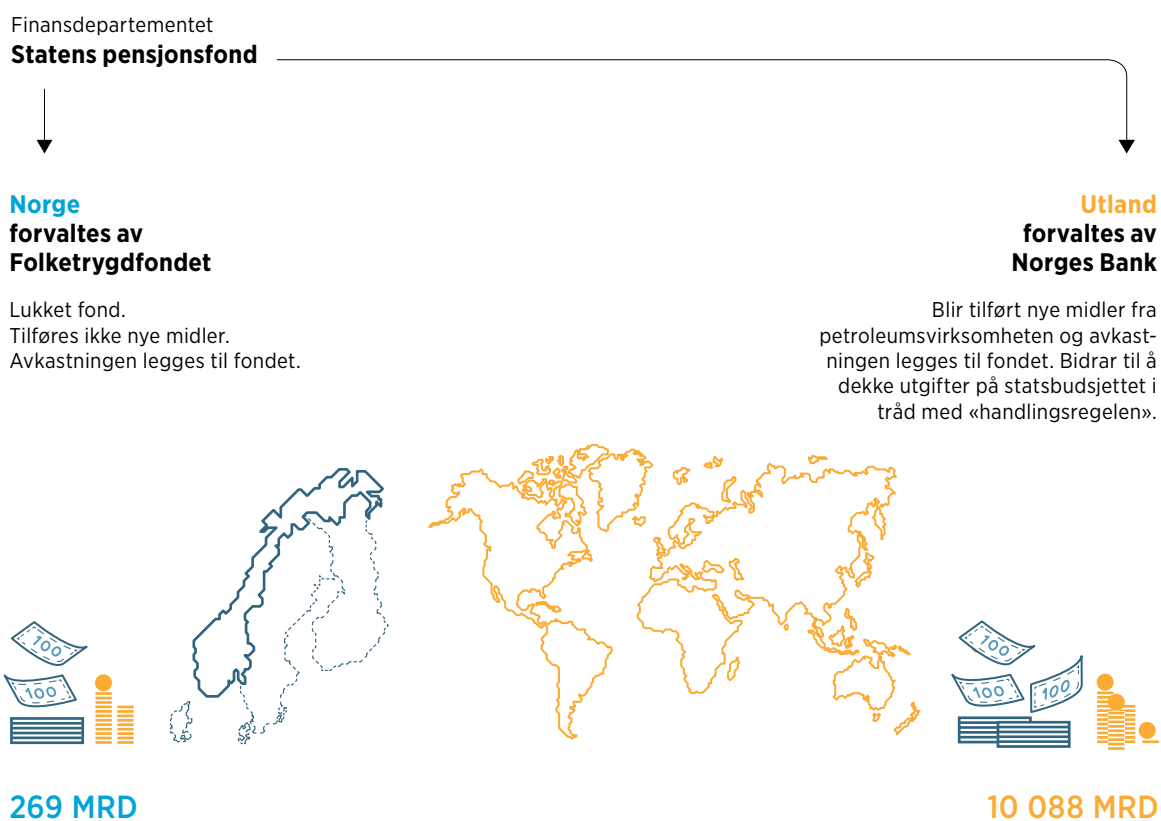 Finansdepartementet
Statens pensjonsfond
Norge
forvaltes av
Folketrygdfondet
Lukket fond.
Tilføres ikke nye midler.
Avkastningen legges til fondet.
Utland
forvaltes av
Norges Bank
Blir tilført nye midler fra
petroleumsvirksomheten og avkast-
ningen legges til fondet. Bidrar til å
dekke utgifter på statsbudsjettet i
tråd med «handlingsregelen».
100
100
100
100
100
269 MRD
10 088 MRD